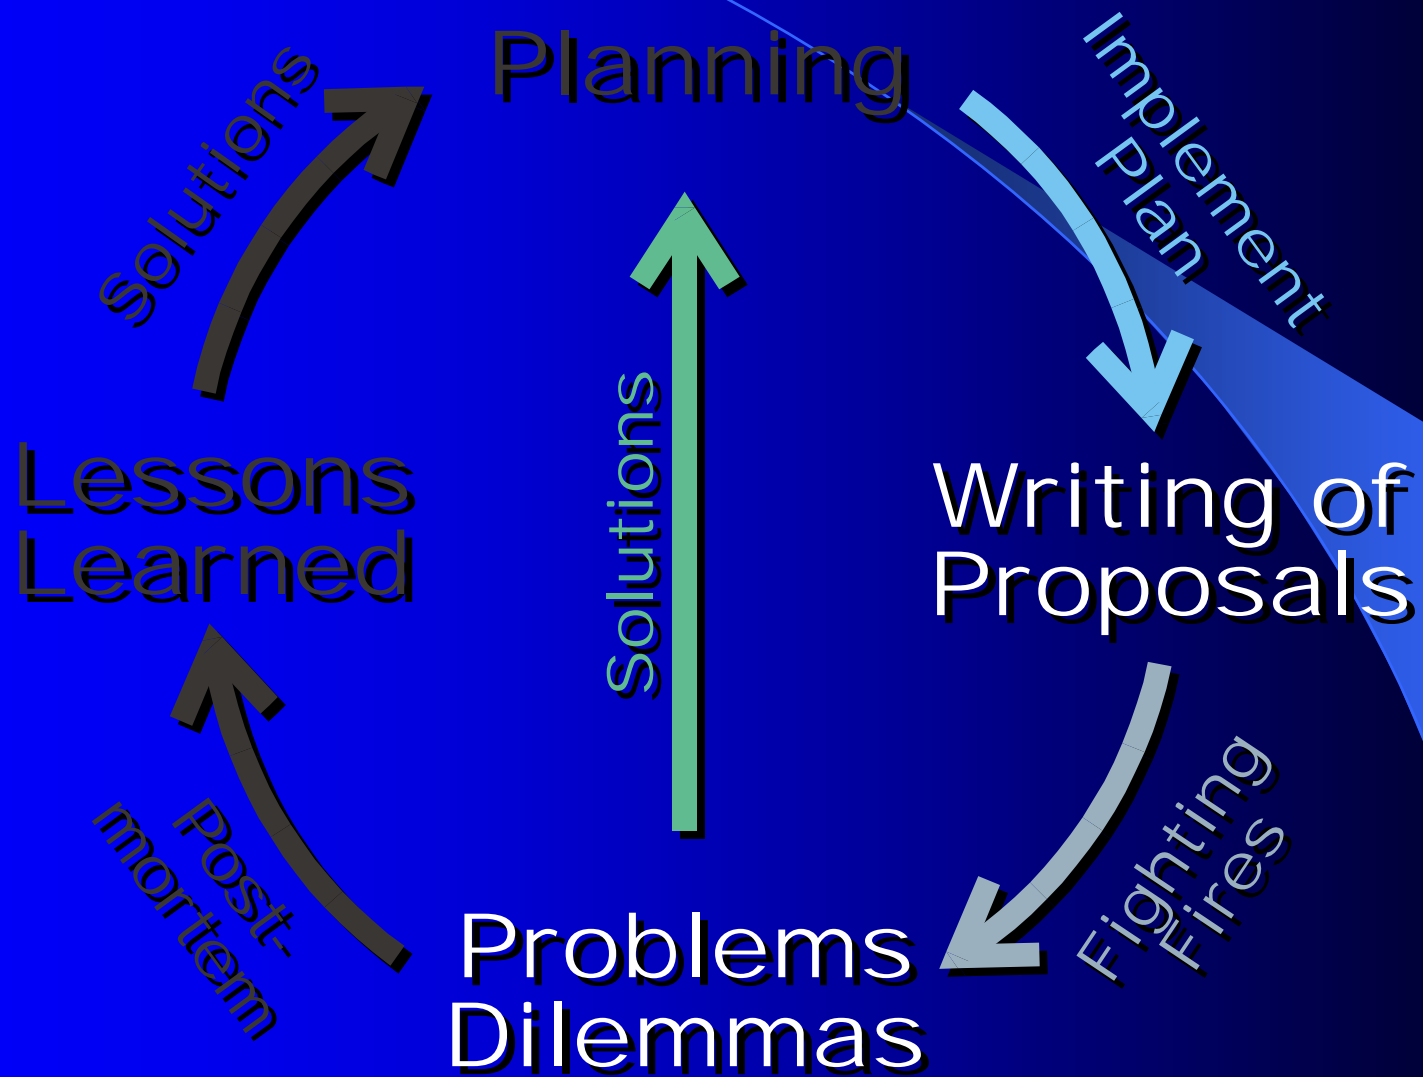 Planning
Implement
Plan
Solutions
Solutions
Lessons
Learned
Writing of
Proposals
Post-
mortem
Fighting
Fires
Problems
Dilemmas